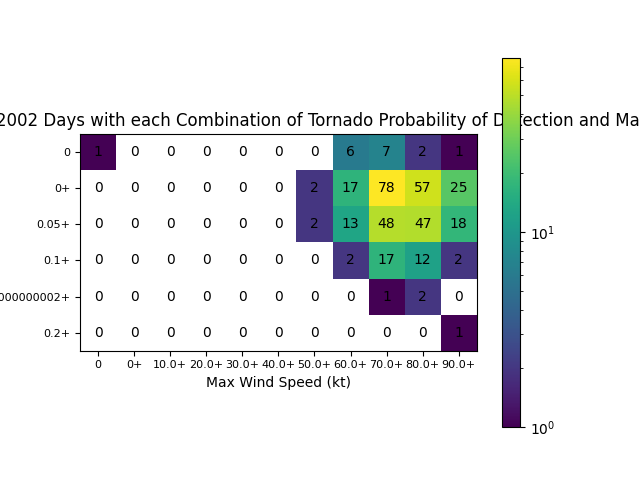 2002 Days with each Combination of Tornado Probability of Detection and Ma
0 1 0 0 0 0 0 0 6 7 2 1
0+ 0 0 0 0 0 0 2 17 78 57 25
0.05+ 0 0 0 0 0 0 2 13 48 47 18
0.1+ 0 0 0 0 0 0 0 2 17 12 2
000000002+ 0 0 0 0 0 0 0 0 1 2 0
0.2+ 0 0 0 0 0 0 0 0 0 0 1
0 0+ 10.0+ 20.0+ 30.0+ 40.0+ 50.0+ 60.0+ 70.0+ 80.0+ 90.0+
Max Wind Speed (kt)
10^1
10^0